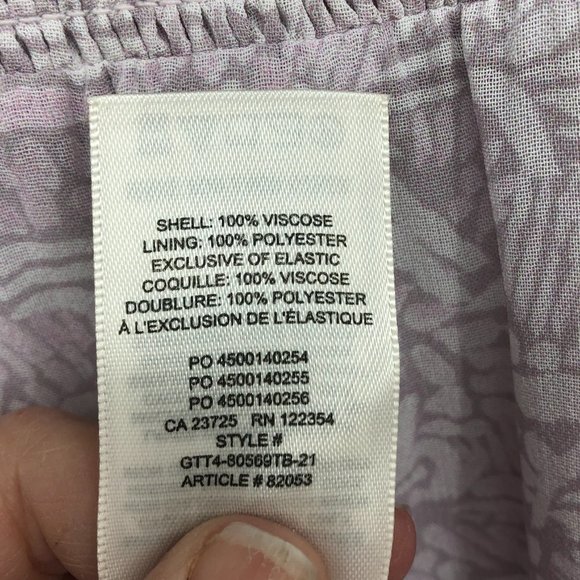 SHELL: 100% VISCOSE
LINING: 100% POLYESTER
EXCLUSIVE OF ELASTIC
COQUILLE: 100% VISCOSE
DOUBLURE: 100% POLYESTER
À L'EXCLUSION DE L'ÉLASTIQUE
PO 4500140254
PO 4500140255
PO 4500140256
CA 23725 RN 122354
STYLE #
GTT4-80569TB-21
ARTICLE # 82053